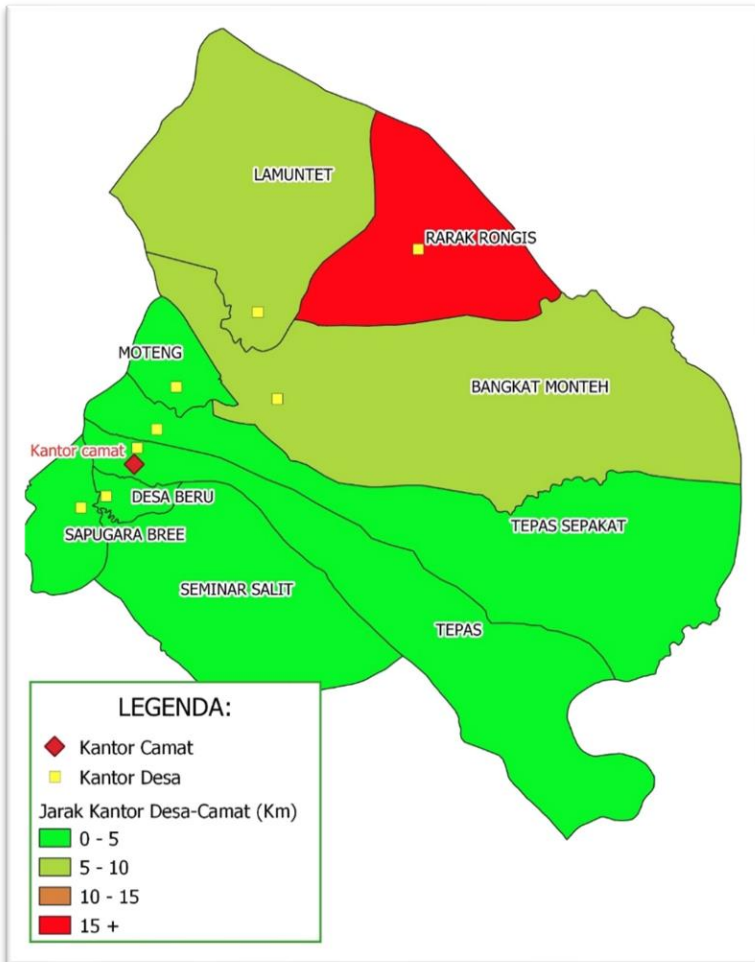 LAMUNTET
RARAK RONGIS
MOTENG
BANGKAT MONTEH
Kantor camat
DESA BERU
TEPAS SEPAKAT
SAPUGARA BREE
SEMINAR SALIT
TEPAS
LEGENDA:
Kantor Camat
Kantor Desa
Jarak Kantor Desa-Camat (Km)
0 - 5
5 - 10
10 - 15
15 +